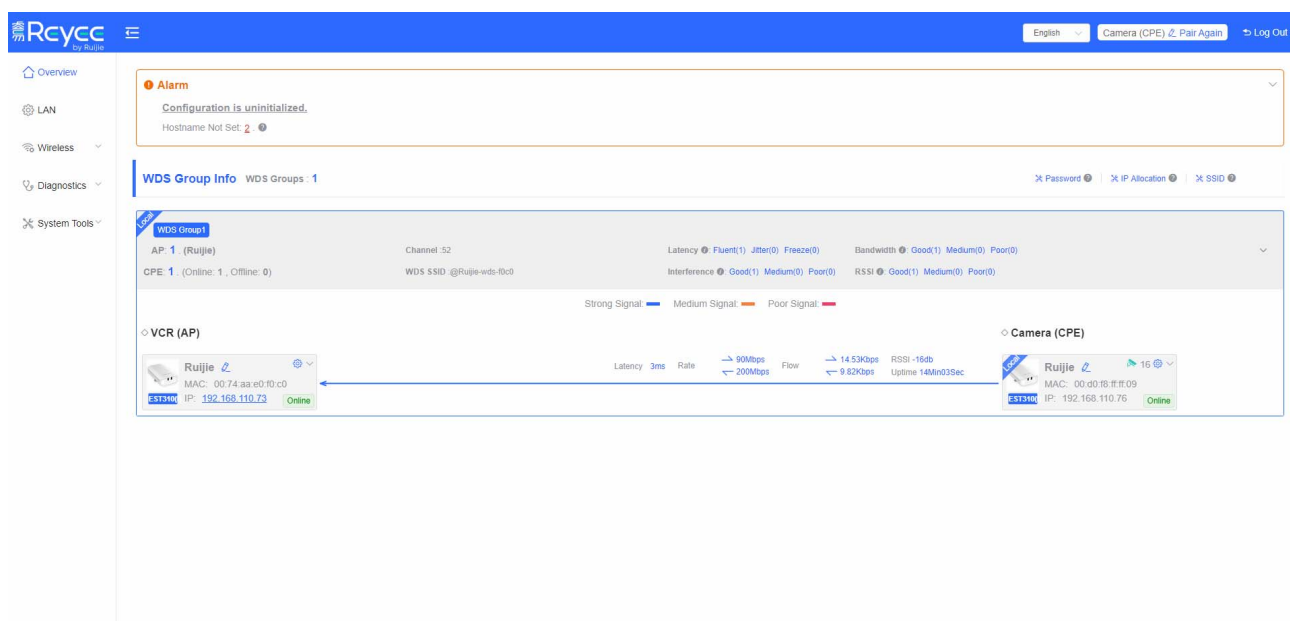 Reyee
by Ruijie
English
Camera (CPE) Pair Again
Log Out
Overview
LAN
Wireless
Diagnostics
System Tools
Alarm
Configuration is uninitialized.
Hostname Not Set: 2 .
WDS Group Info WDS Groups : 1
Password
IP Allocation
SSID
Local
WDS Group1
AP: 1 . (Ruijie) Channel :52 Latency : Fluent(1) Jitter(0) Freeze(0) Bandwidth : Good(1) Medium(0) Poor(0)
CPE: 1 . (Online: 1 , Offline: 0) WDS SSID :@Ruijie-wds-f0c0 Interference : Good(1) Medium(0) Poor(0) RSSI : Good(1) Medium(0) Poor(0)
Strong Signal: Medium Signal: Poor Signal:
VCR (AP)
Ruijie
MAC: 00:74:aa:e0:f0:c0
EST310( IP: 192.168.110.73 Online
Latency 3ms Rate 90Mbps Flow 14.53Kbps RSSI -16db
200Mbps 9.82Kbps Uptime 14Min03Sec
Camera (CPE)
Local
Ruijie 16
MAC: 00:d0:f8:ff:ff:09
EST310( IP: 192.168.110.76 Online